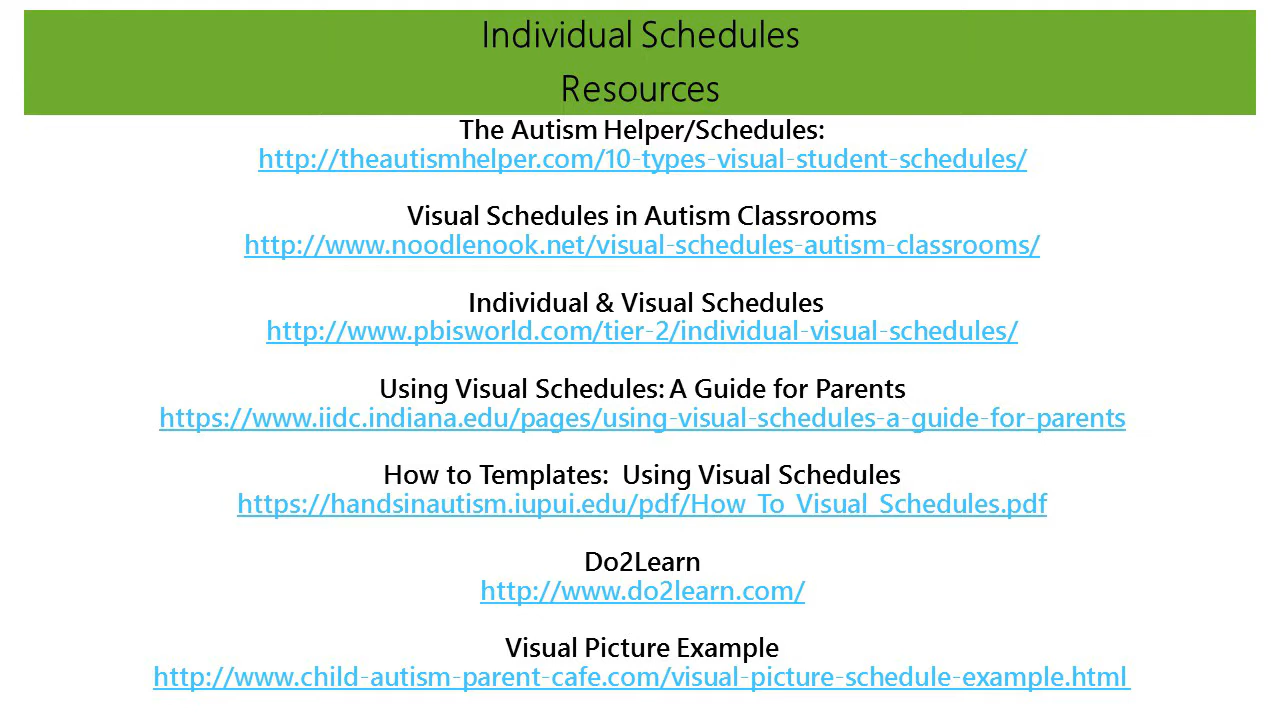 Individual Schedules
Resources
The Autism Helper/Schedules:
http://theautismhelper.com/10-types-visual-student-schedules/
Visual Schedules in Autism Classrooms
http://www.noodlenook.net/visual-schedules-autism-classrooms/
Individual & Visual Schedules
http://www.pbisworld.com/tier-2/individual-visual-schedules/
Using Visual Schedules: A Guide for Parents
https://www.iidc.indiana.edu/pages/using-visual-schedules-a-guide-for-parents
How to Templates:  Using Visual Schedules
https://handsinautism.iupui.edu/pdf/How_To_Visual_Schedules.pdf
Do2Learn
http://www.do2learn.com/
Visual Picture Example
http://www.child-autism-parent-cafe.com/visual-picture-schedule-example.html